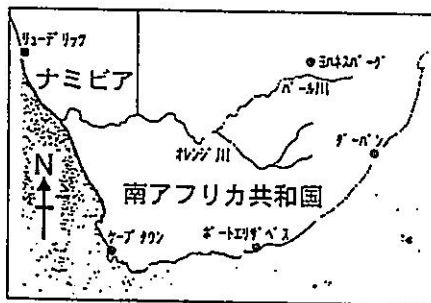 リューデリック
ナミビア
ヨハネスバーグ
バール川
オレンジ川
ダーバン
N
南アフリカ共和国
ケープタウン
ポートエリザベス